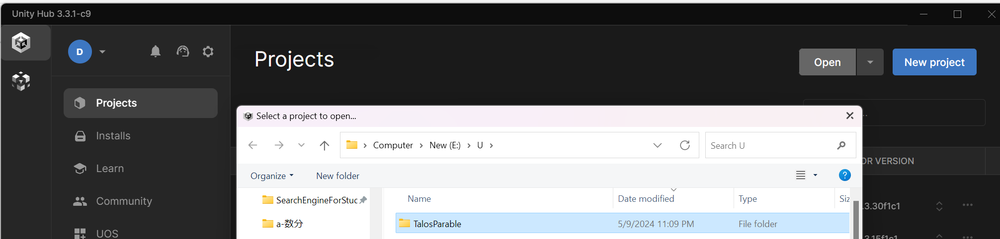 Unity Hub 3.3.1-c9
D
Projects
Open
New project
Projects
Installs
Learn
Community
UOS
Select a project to open...
Computer
New (E:)
U
Search U
Organize
New folder
OR VERSION
SearchEngineForStuc
a-数分
Name
Date modified
Type
Siz
TalosParable
5/9/2024 11:09 PM
File folder
.3.30f1c1
3.15f1c1